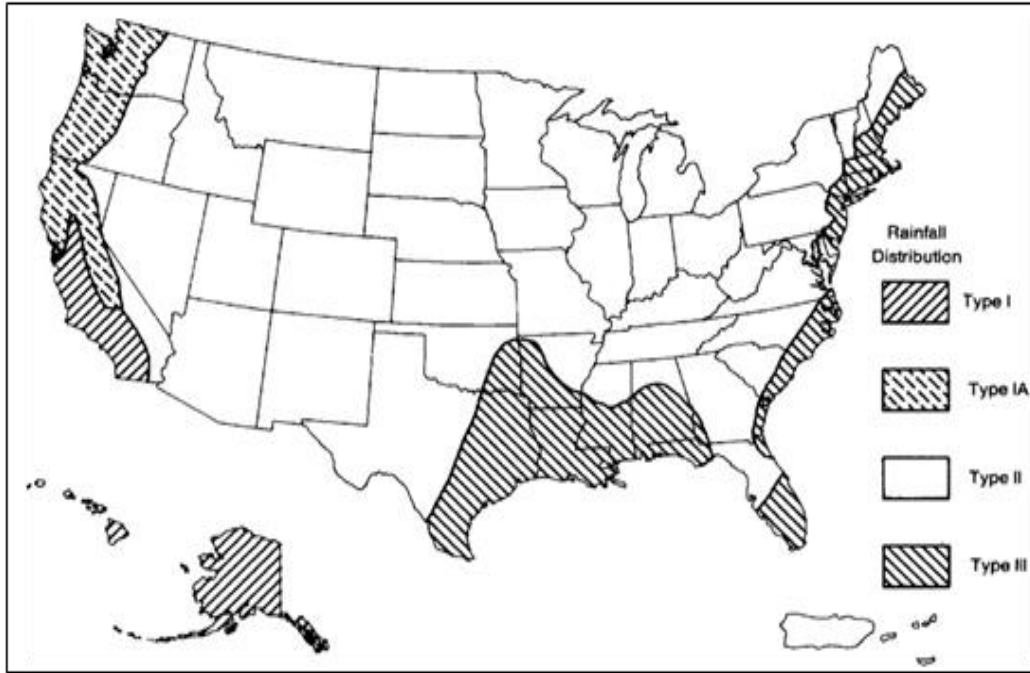 Rainfall
Distribution
Type I
Type IA
Type II
Type III